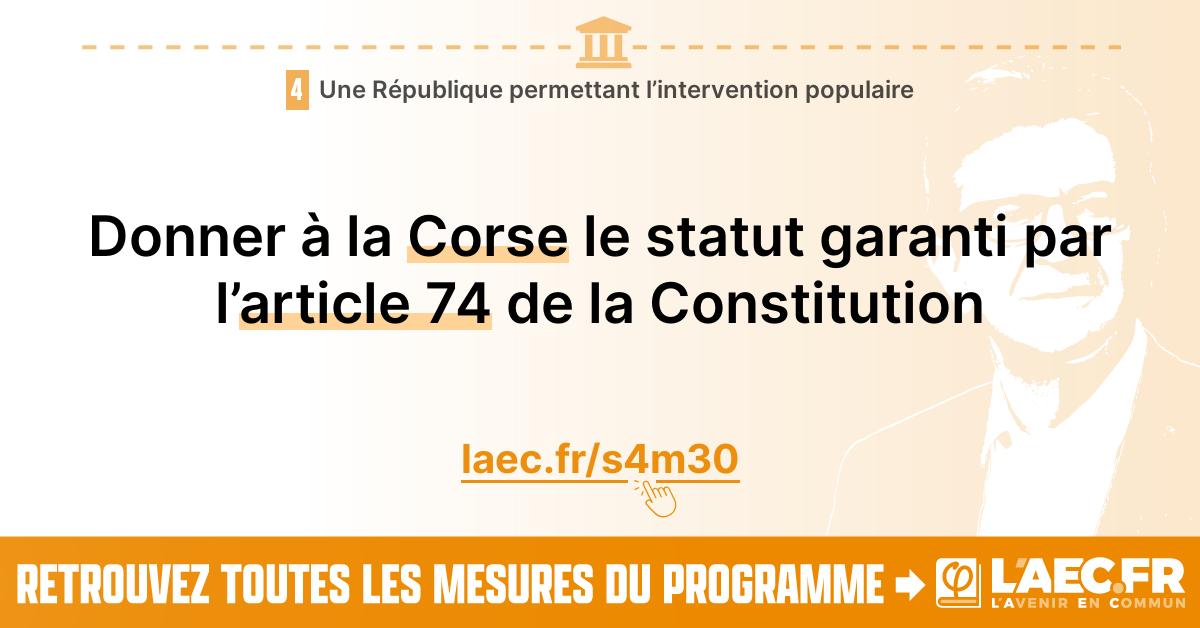 4 Une République permettant l’intervention populaire
Donner à la Corse le statut garanti par
l’article 74 de la Constitution
laec.fr/s4m30
RETROUVEZ TOUTES LES MESURES DU PROGRAMME
L'AEC.FR
L'AVENIR EN COMMUN